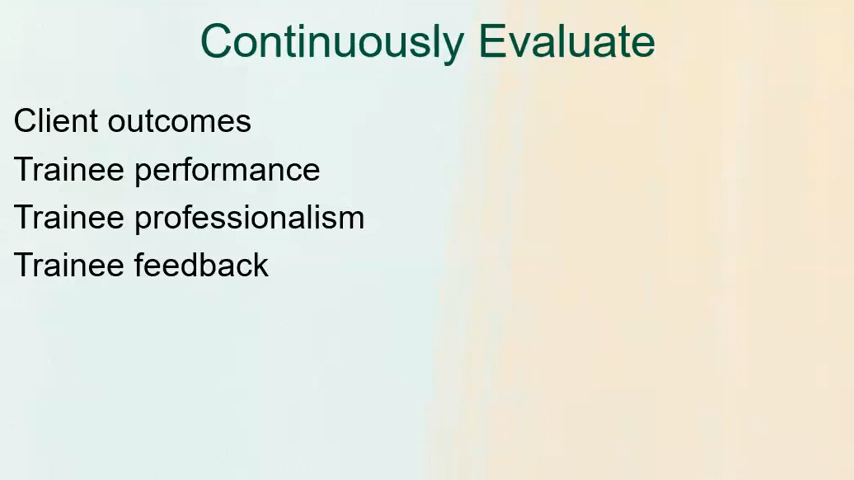 Continuously Evaluate
Client outcomes
Trainee performance
Trainee professionalism
Trainee feedback